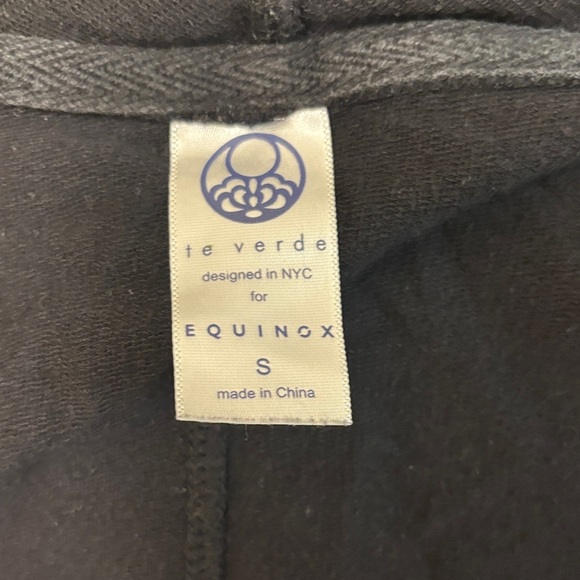 te verde
designed in NYC
for
EQUINOX
S
made in China